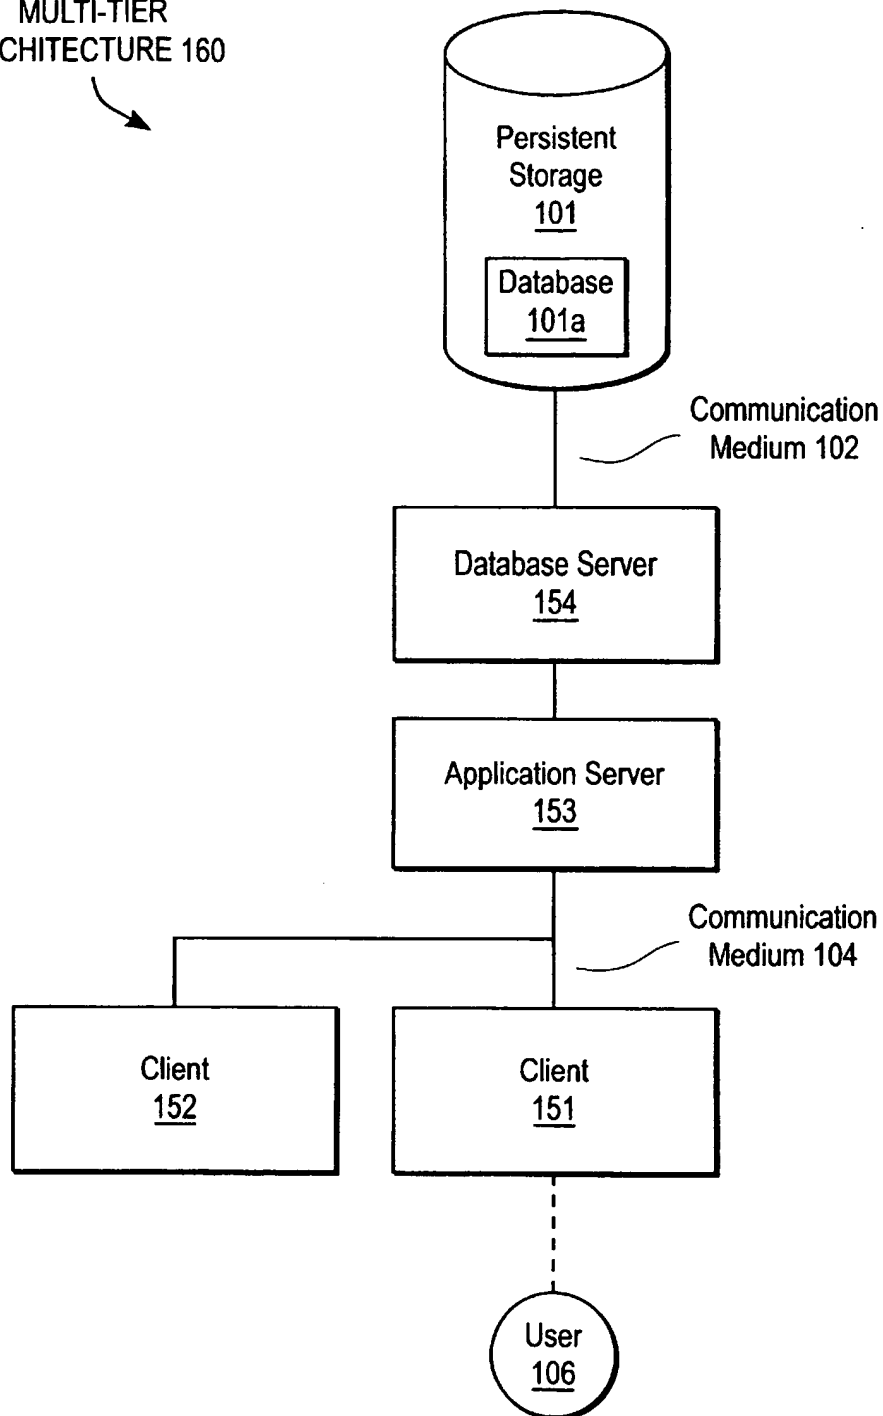 MULTI-TIER
CHITECTURE 160
Persistent
Storage
101
Database
101a
Communication
Medium 102
Database Server
154
Application Server
153
Communication
Medium 104
Client
152
Client
151
User
106